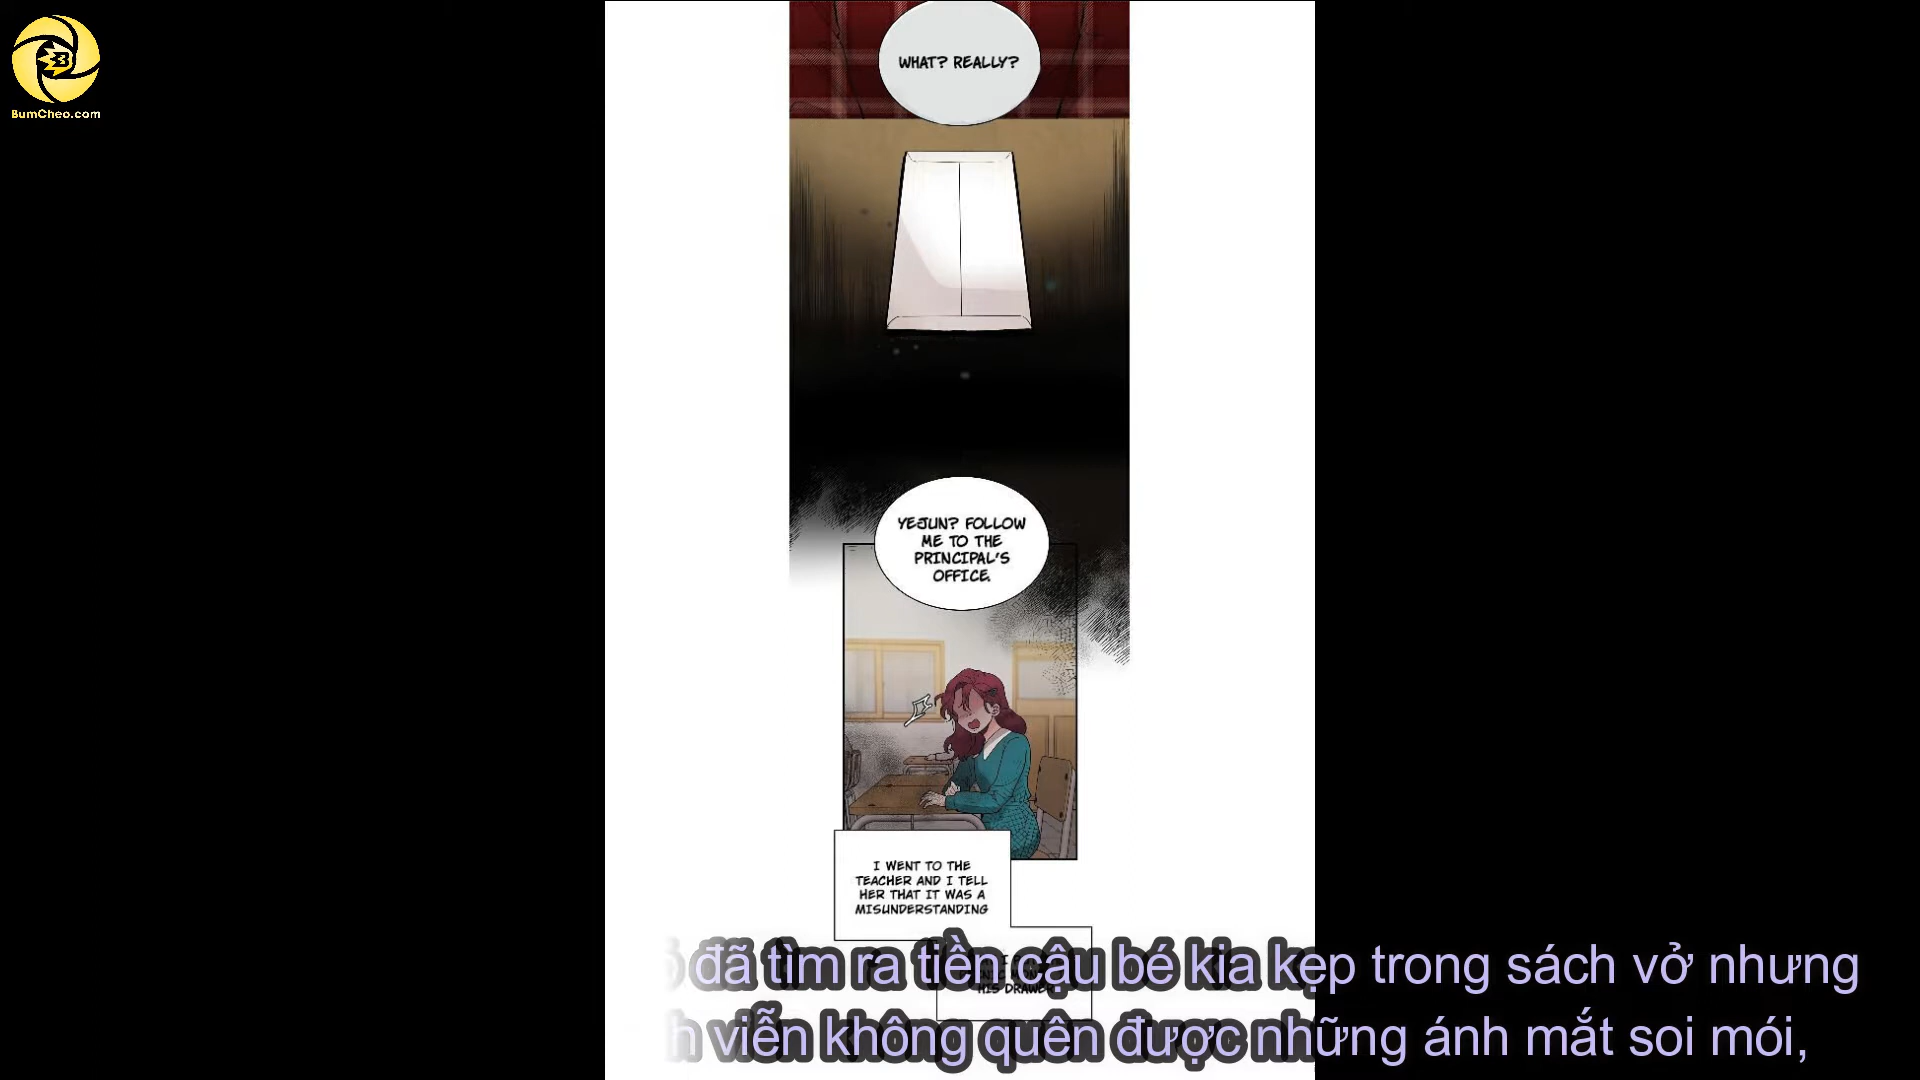 BumCheo.com
WHAT? REALLY?
YEJUN? FOLLOW
ME TO THE
PRINCIPAL'S
OFFICE.
I WENT TO THE
TEACHER AND I TELL
HER THAT IT WAS A
MISUNDERSTANDING
HIS DRAWER
đã tìm ra tiền cậu bé kia kẹp trong sách vở nhưng
viễn không quên được những ánh mắt soi mói,